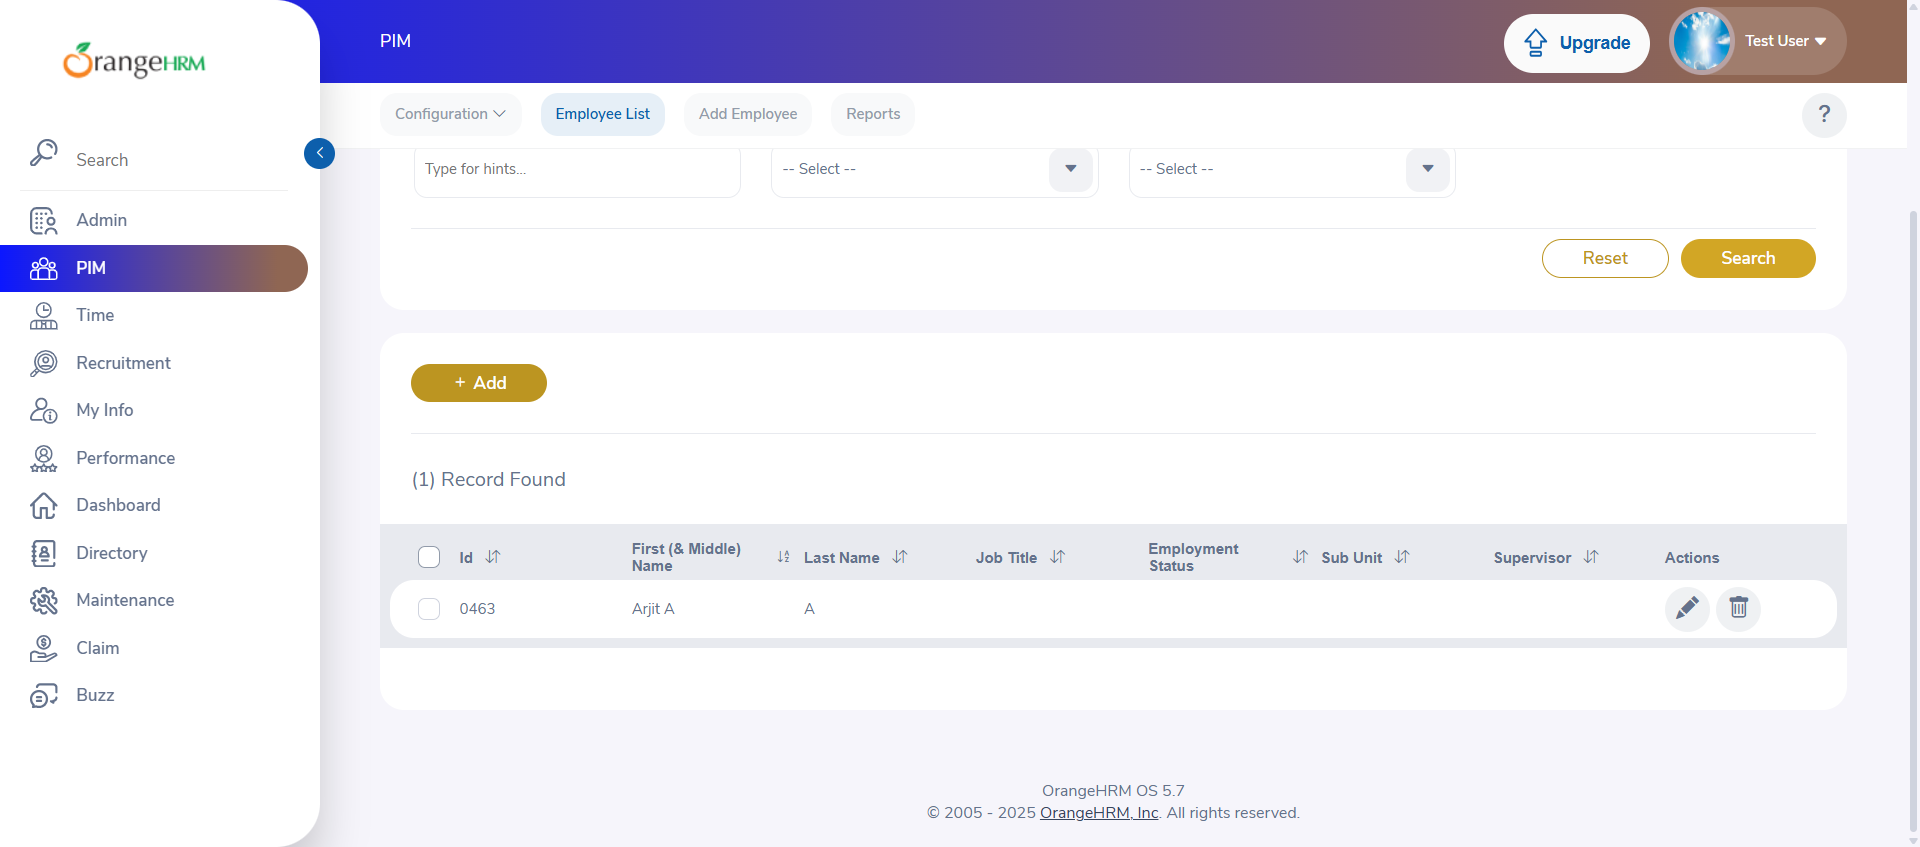 OrangeHRM
PIM
Upgrade
Test User
Configuration
Employee List
Add Employee
Reports
?
Search
Admin
PIM
Time
Recruitment
My Info
Performance
Dashboard
Directory
Maintenance
Claim
Buzz
Type for hints...
-- Select --
-- Select --
Reset
Search
+ Add
(1) Record Found
Id
First (& Middle)
Name
Last Name
Job Title
Employment
Status
Sub Unit
Supervisor
Actions
0463
Arjit A
A
OrangeHRM OS 5.7
© 2005 - 2025 OrangeHRM, Inc. All rights reserved.